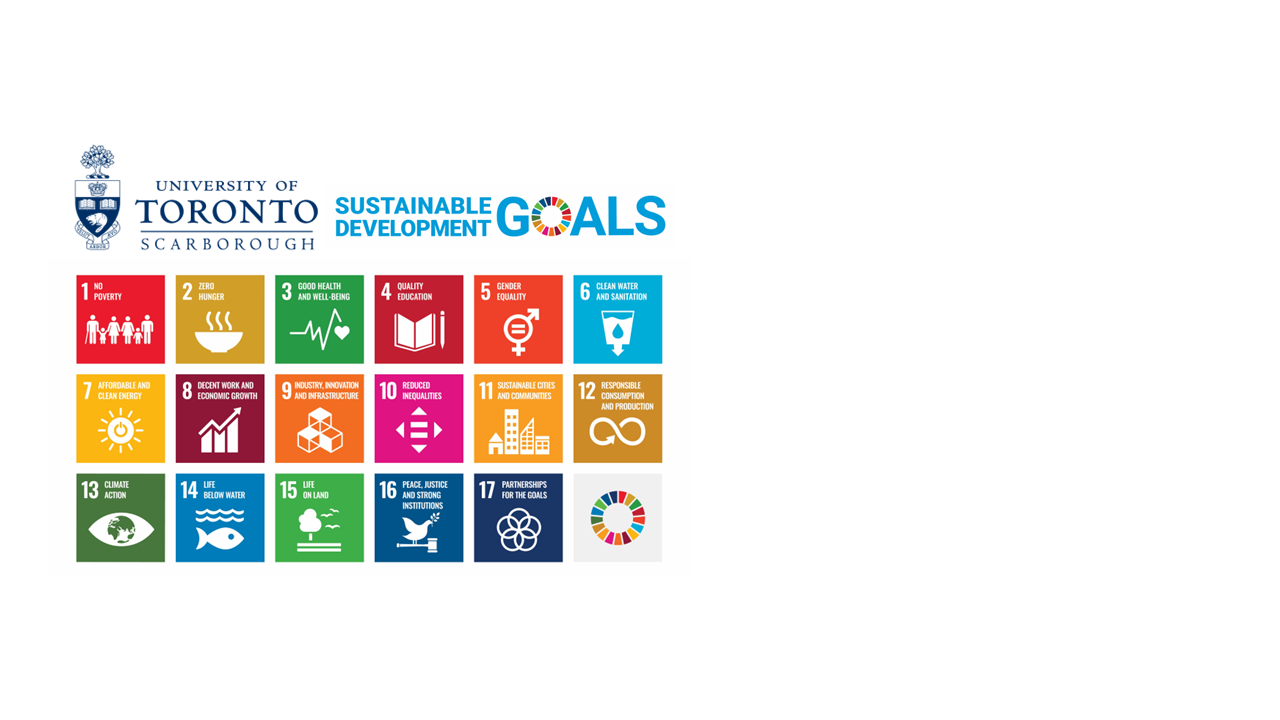 UNIVERSITY OF
TORONTO
SCARBOROUGH
SUSTAINABLE
DEVELOPMENT
GOALS
1 NO
POVERTY
2 ZERO
HUNGER
3 GOOD HEALTH
AND WELL-BEING
4 QUALITY
EDUCATION
5 GENDER
EQUALITY
6 CLEAN WATER
AND SANITATION
7 AFFORDABLE AND
CLEAN ENERGY
8 DECENT WORK AND
ECONOMIC GROWTH
9 INDUSTRY, INNOVATION
AND INFRASTRUCTURE
10 REDUCED
INEQUALITIES
11 SUSTAINABLE CITIES
AND COMMUNITIES
12 RESPONSIBLE
CONSUMPTION
AND PRODUCTION
13 CLIMATE
ACTION
14 LIFE
BELOW WATER
15 LIFE
ON LAND
16 PEACE, JUSTICE
AND STRONG
INSTITUTIONS
17 PARTNERSHIPS
FOR THE GOALS